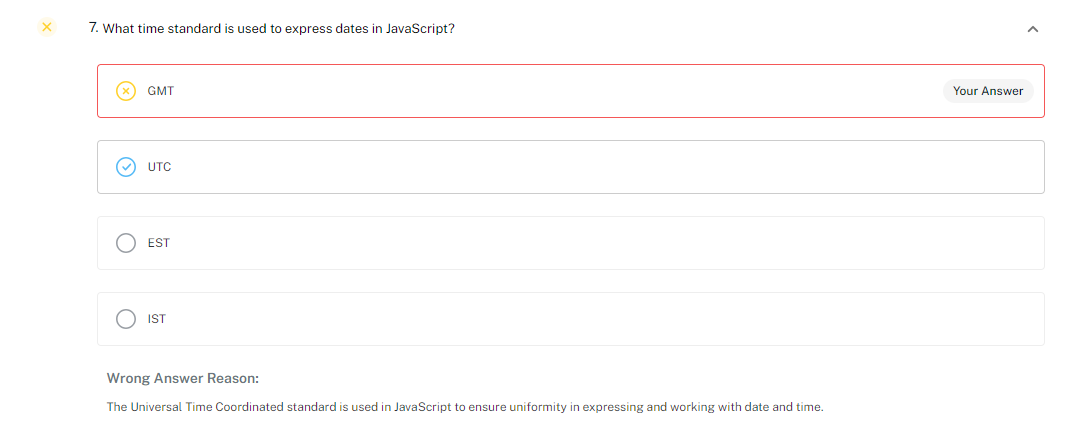 7. What time standard is used to express dates in JavaScript?
GMT
Your Answer
UTC
EST
IST
Wrong Answer Reason:
The Universal Time Coordinated standard is used in JavaScript to ensure uniformity in expressing and working with date and time.